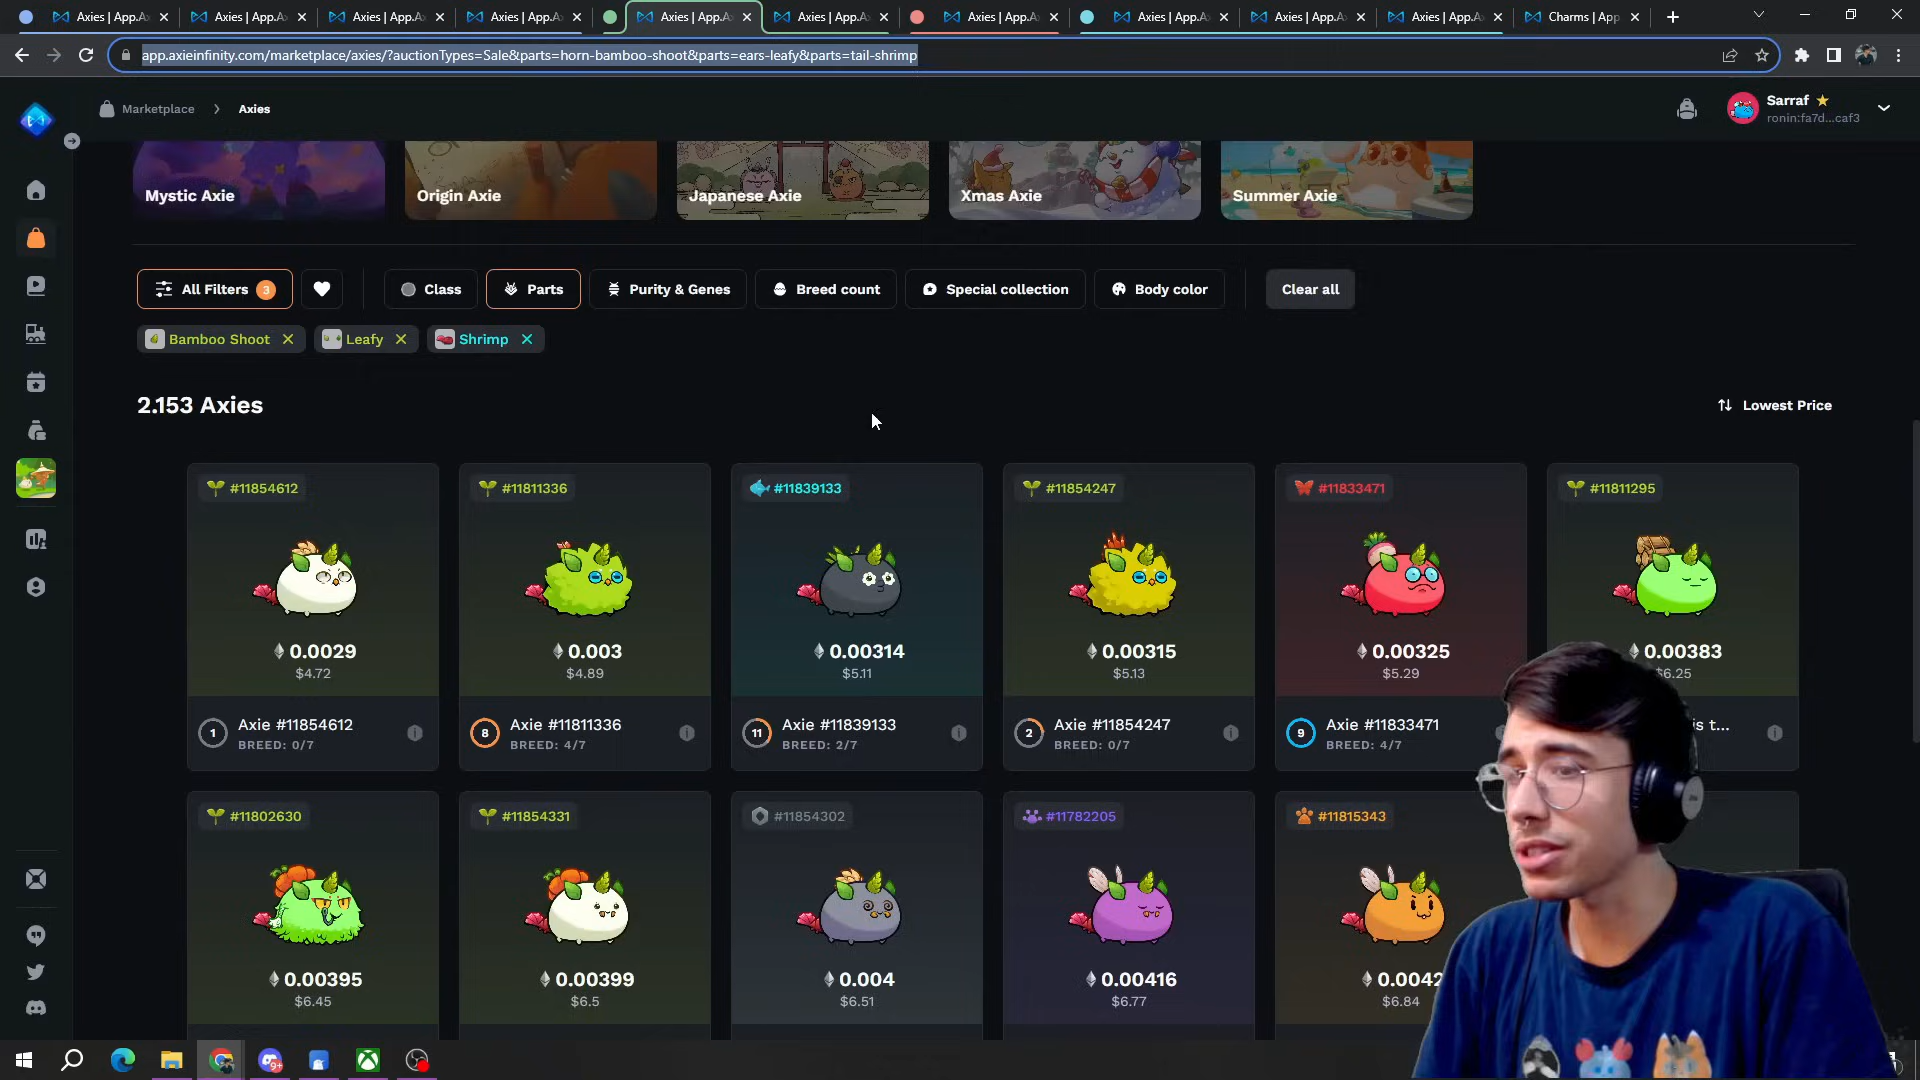 Axies | App.A
Axies | App.A
Axies | App.A
Axies | App.A
Axies | App.A
Axies | App.A
Axies | App.A
Axies | App.A
Axies | App.A
Axies | App.A
Charms | App
app.axieinfinity.com/marketplace/axies/?auctionTypes=Sale&parts=horn-bamboo-shoot&parts=ears-leafy&parts=tail-shrimp
Marketplace > Axies
Sarraf
ronin:fa7d...caf3
Mystic Axie
Origin Axie
Japanese Axie
Xmas Axie
Summer Axie
All Filters 3
Class
Parts
Purity & Genes
Breed count
Special collection
Body color
Clear all
Bamboo Shoot
Leafy
Shrimp
2.153 Axies
Lowest Price
#11854612
0.0029
$4.72
1
Axie #11854612
BREED: 0/7
#11811336
0.003
$4.89
8
Axie #11811336
BREED: 4/7
#11839133
0.00314
$5.11
11
Axie #11839133
BREED: 2/7
#11854247
0.00315
$5.13
2
Axie #11854247
BREED: 0/7
#11833471
0.00325
$5.29
9
Axie #11833471
BREED: 4/7
#11811295
0.00383
$6.25
is t...
#11802630
0.00395
$6.45
#11854331
0.00399
$6.5
#11854302
0.004
$6.51
#11782205
0.00416
$6.77
#11815343
0.0042
$6.84
9+